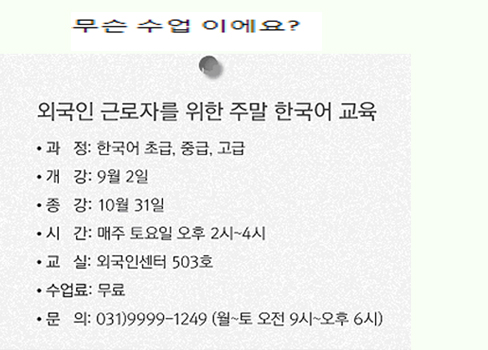 무슨 수업 이에요?
외국인 근로자를 위한 주말 한국어 교육
• 과 정: 한국어 초급, 중급, 고급
• 개 강: 9월 2일
• 종 강: 10월 31일
• 시 간: 매주 토요일 오후 2시~4시
• 교 실: 외국인센터 503호
• 수업료: 무료
• 문 의: 031)9999-1249 (월~토 오전 9시~오후 6시)